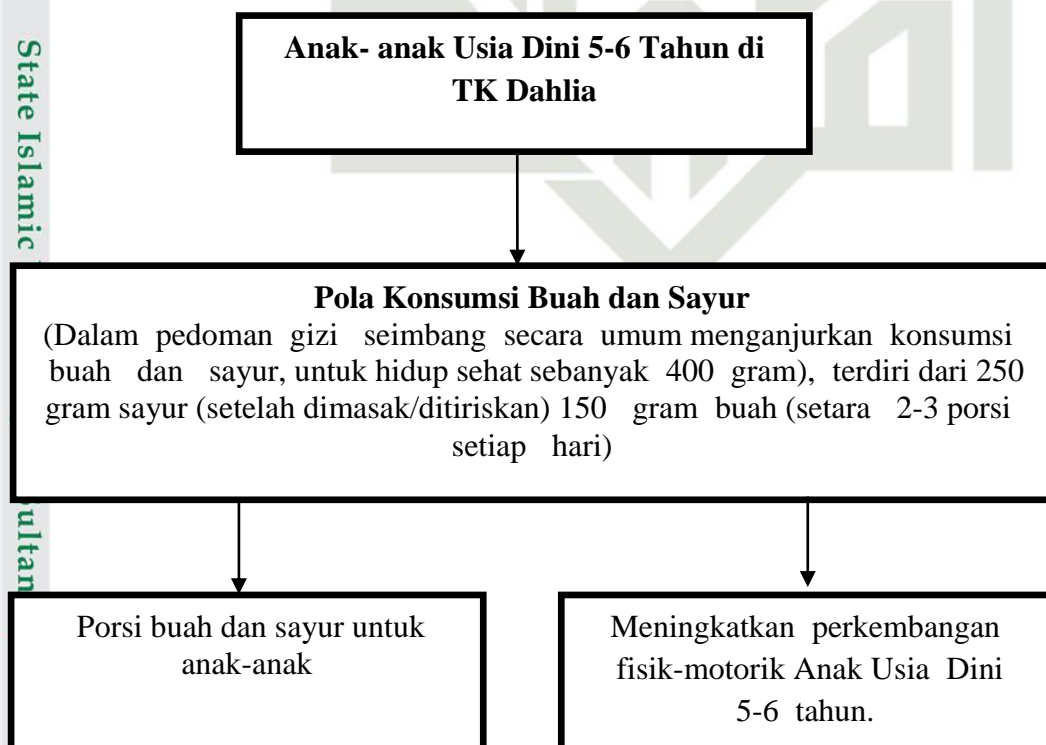 State Islamic
ultan
Anak- anak Usia Dini 5-6 Tahun di
TK Dahlia
Pola Konsumsi Buah dan Sayur
(Dalam pedoman gizi seimbang secara umum menganjurkan konsumsi
buah dan sayur, untuk hidup sehat sebanyak 400 gram), terdiri dari 250
gram sayur (setelah dimasak/ditiriskan) 150 gram buah (setara 2-3 porsi
setiap hari)
Porsi buah dan sayur untuk
anak-anak
Meningkatkan perkembangan
fisik-motorik Anak Usia Dini
5-6 tahun.